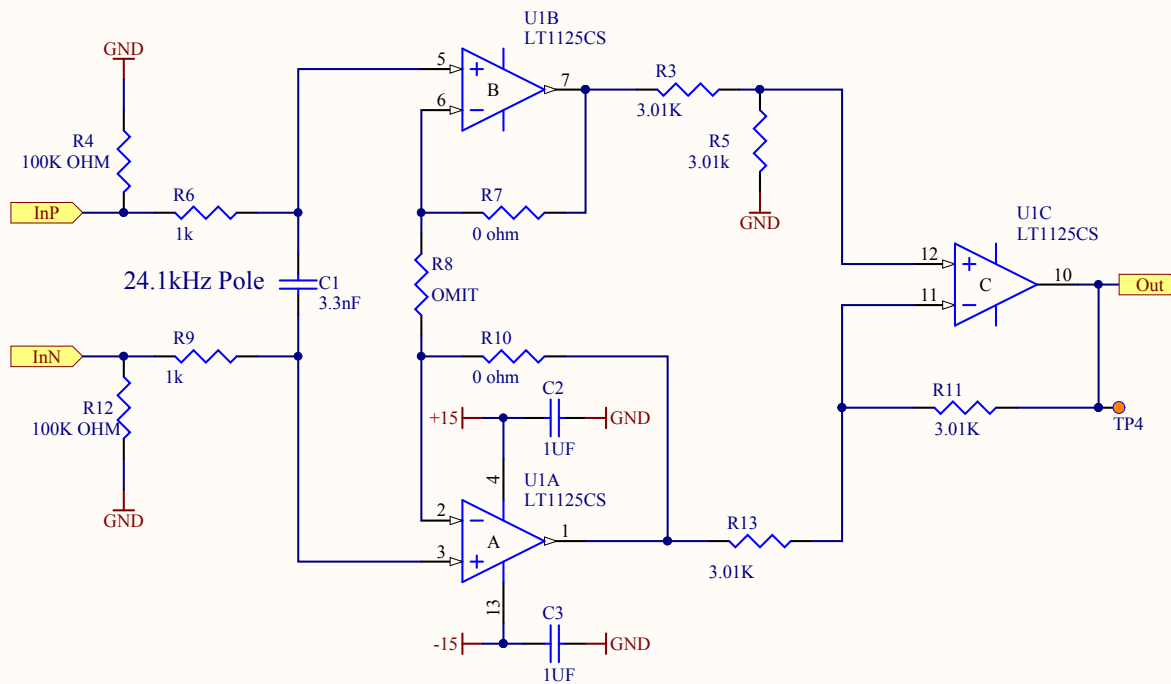 U1B
LT1125CS
GND
5
+
B
7
R3
6
−
3.01K
R4
100K OHM
R5
3.01k
R6
R7
InP
GND
1k
0 ohm
U1C
LT1125CS
R8
OMIT
12
+
C
10
Out
24.1kHz Pole
C1
3.3nF
11
−
R9
R10
InN
1k
0 ohm
C2
R11
R12
100K OHM
+15
GND
TP4
1UF
3.01K
4
U1A
LT1125CS
GND
2
−
A
1
R13
3
+
3.01K
13
C3
-15
GND
1UF